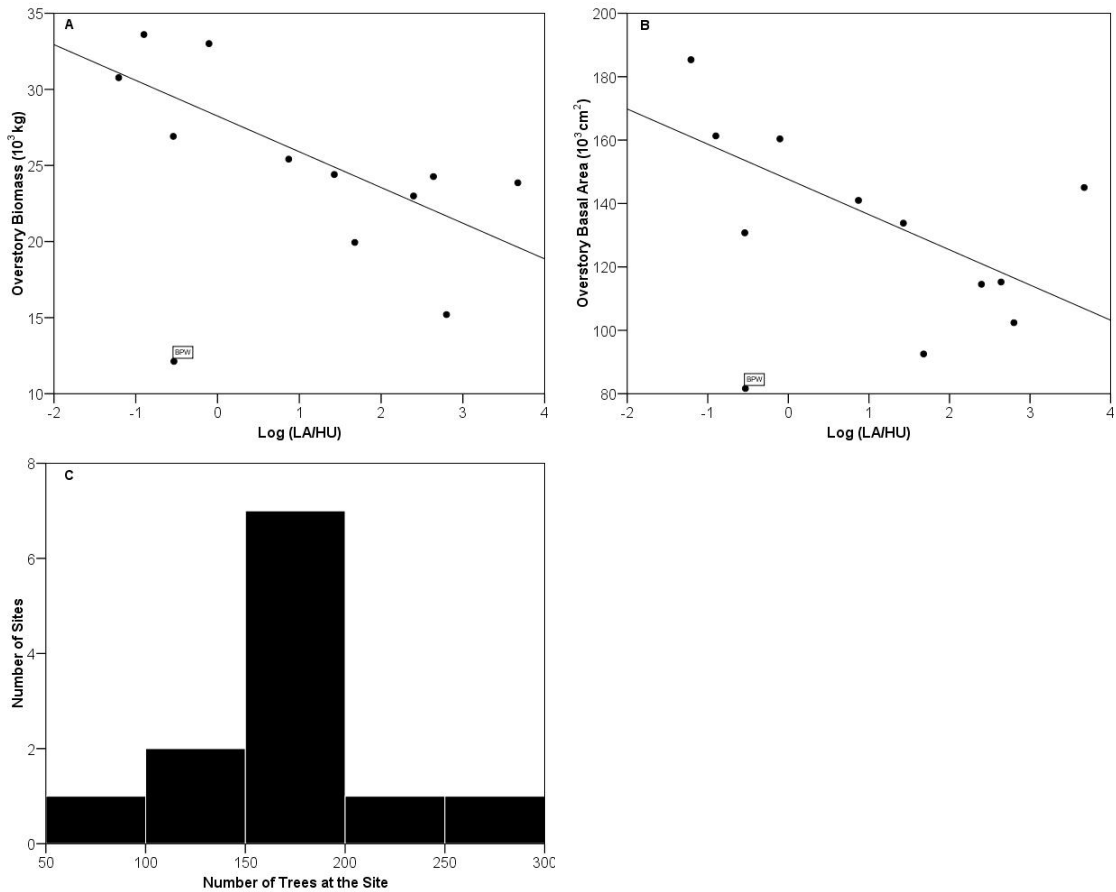 A
35
30
25
20
15
10
Overstory Biomass (10³ kg)
BPW
-2 -1 0 1 2 3 4
Log (LA/HU)
B
200
180
160
140
120
100
80
Overstory Basal Area (10³ cm²)
BPW
-2 -1 0 1 2 3 4
Log (LA/HU)
C
8
6
4
2
0
Number of Sites
50 100 150 200 250 300
Number of Trees at the Site